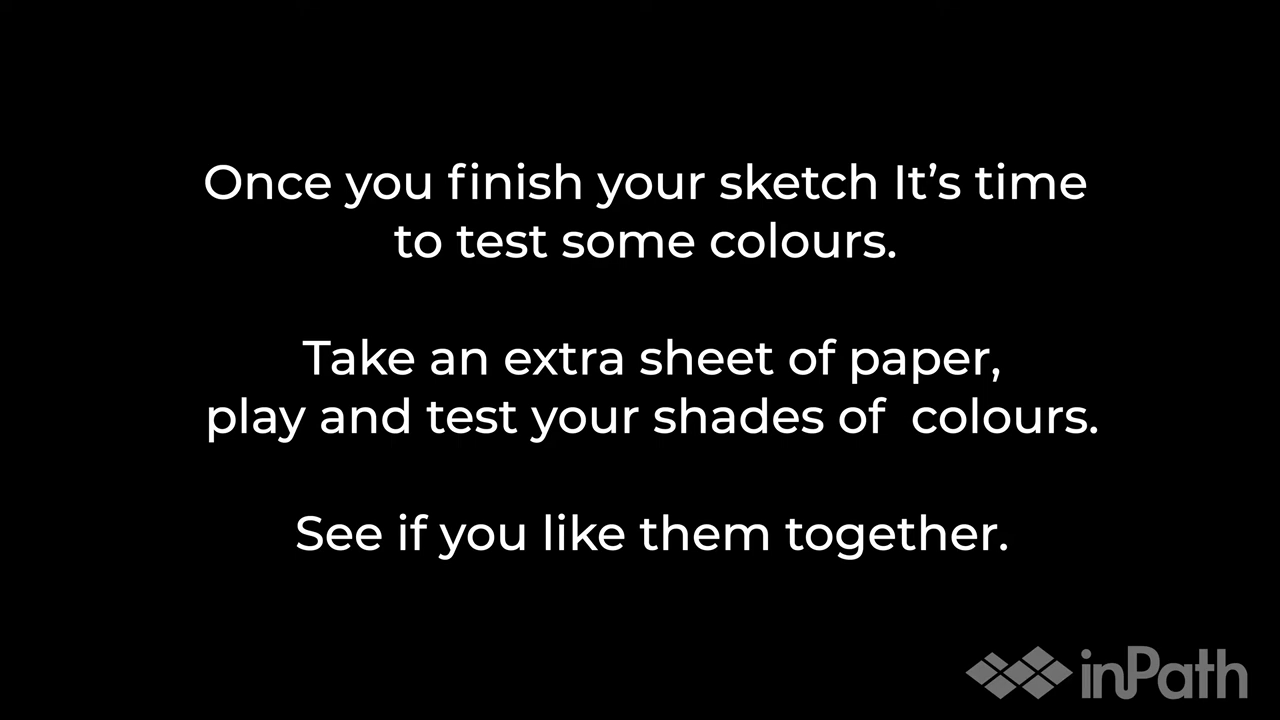 Once you finish your sketch It’s time
to test some colours.
Take an extra sheet of paper,
play and test your shades of  colours.
See if you like them together.
inPath